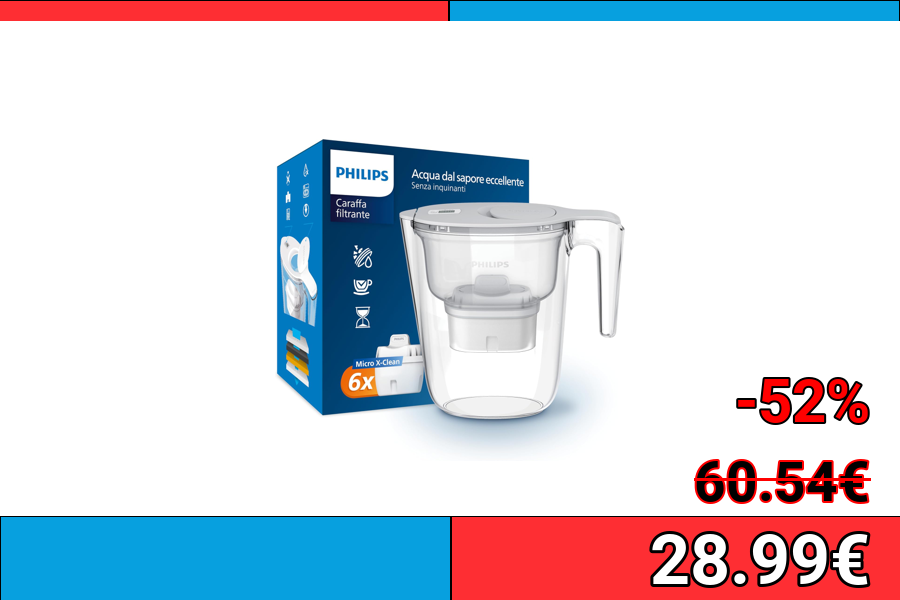 PHILIPS
Caraffa
filtrante
Acqua dal sapore eccellente
Senza inquinanti
PHILIPS
Micro X-Clean
6x
-52%
60.54€
28.99€